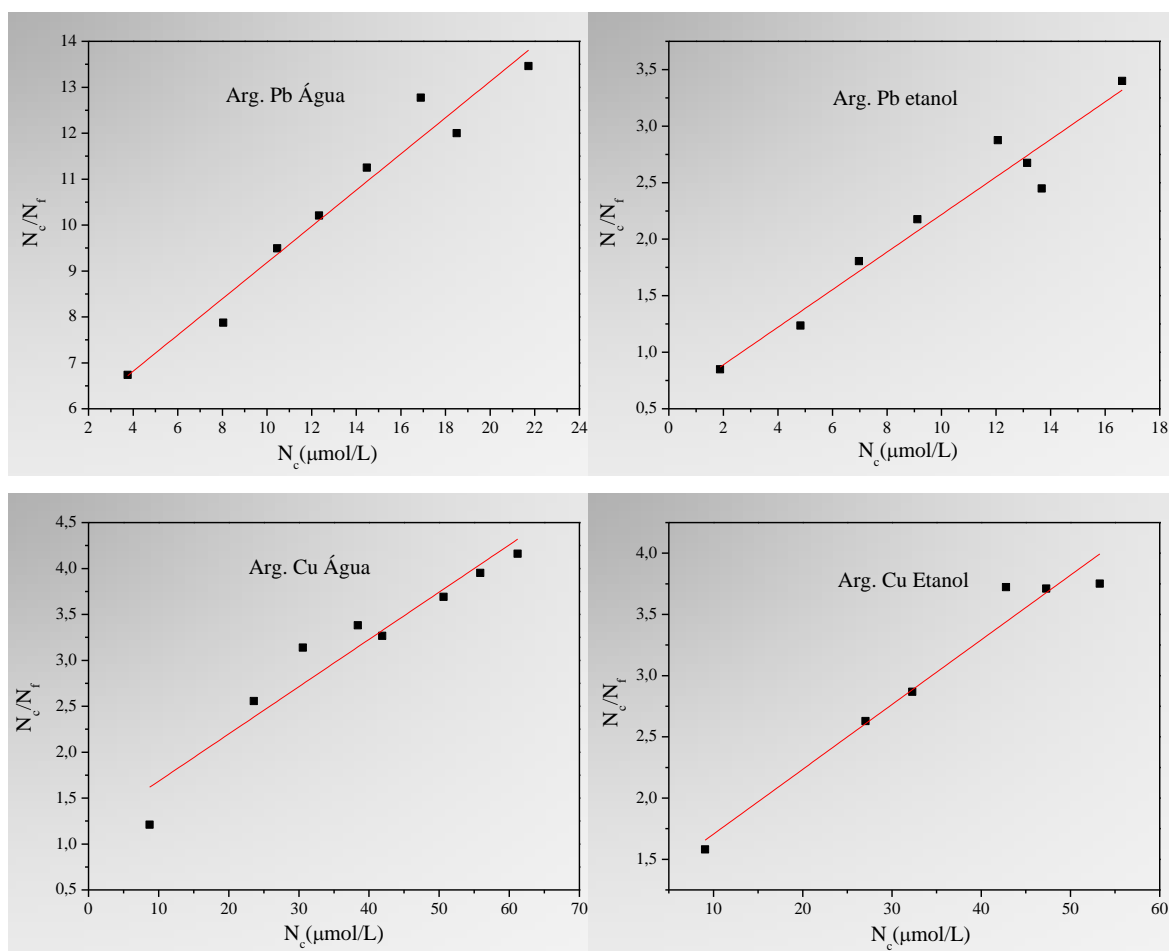 14
13
12
11
10
9
8
7
6
N_c/N_f
Arg. Pb Água
2 4 6 8 10 12 14 16 18 20 22 24
N_c(μmol/L)
3,5
3,0
2,5
2,0
1,5
1,0
0,5
N_c/N_f
Arg. Pb etanol
0 2 4 6 8 10 12 14 16 18
N_c(μmol/L)
4,5
4,0
3,5
3,0
2,5
2,0
1,5
1,0
0,5
N_c/N_f
Arg. Cu Água
0 10 20 30 40 50 60 70
N_c(μmol/L)
4,0
3,5
3,0
2,5
2,0
1,5
N_c/N_f
Arg. Cu Etanol
10 20 30 40 50 60
N_c(μmol/L)